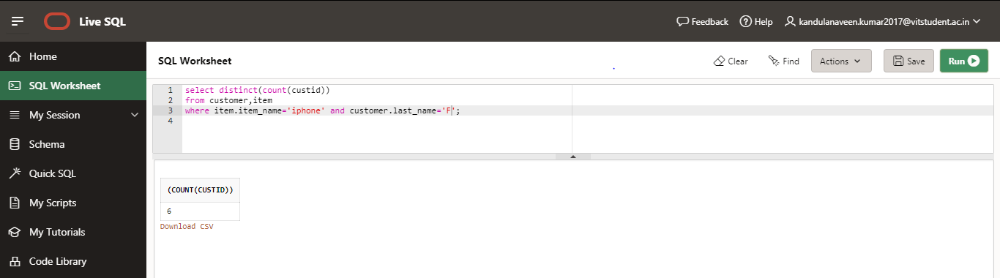 Live SQL
Feedback
Help
kandulanaveen.kumar2017@vitstudent.ac.in
Home
SQL Worksheet
My Session
Schema
Quick SQL
My Scripts
My Tutorials
Code Library
SQL Worksheet
Clear
Find
Actions
Save
Run
1 select distinct(count(custid))
2 from customer,item
3 where item.item_name='iphone' and customer.last_name='F';
4
(COUNT(CUSTID))
6
Download CSV